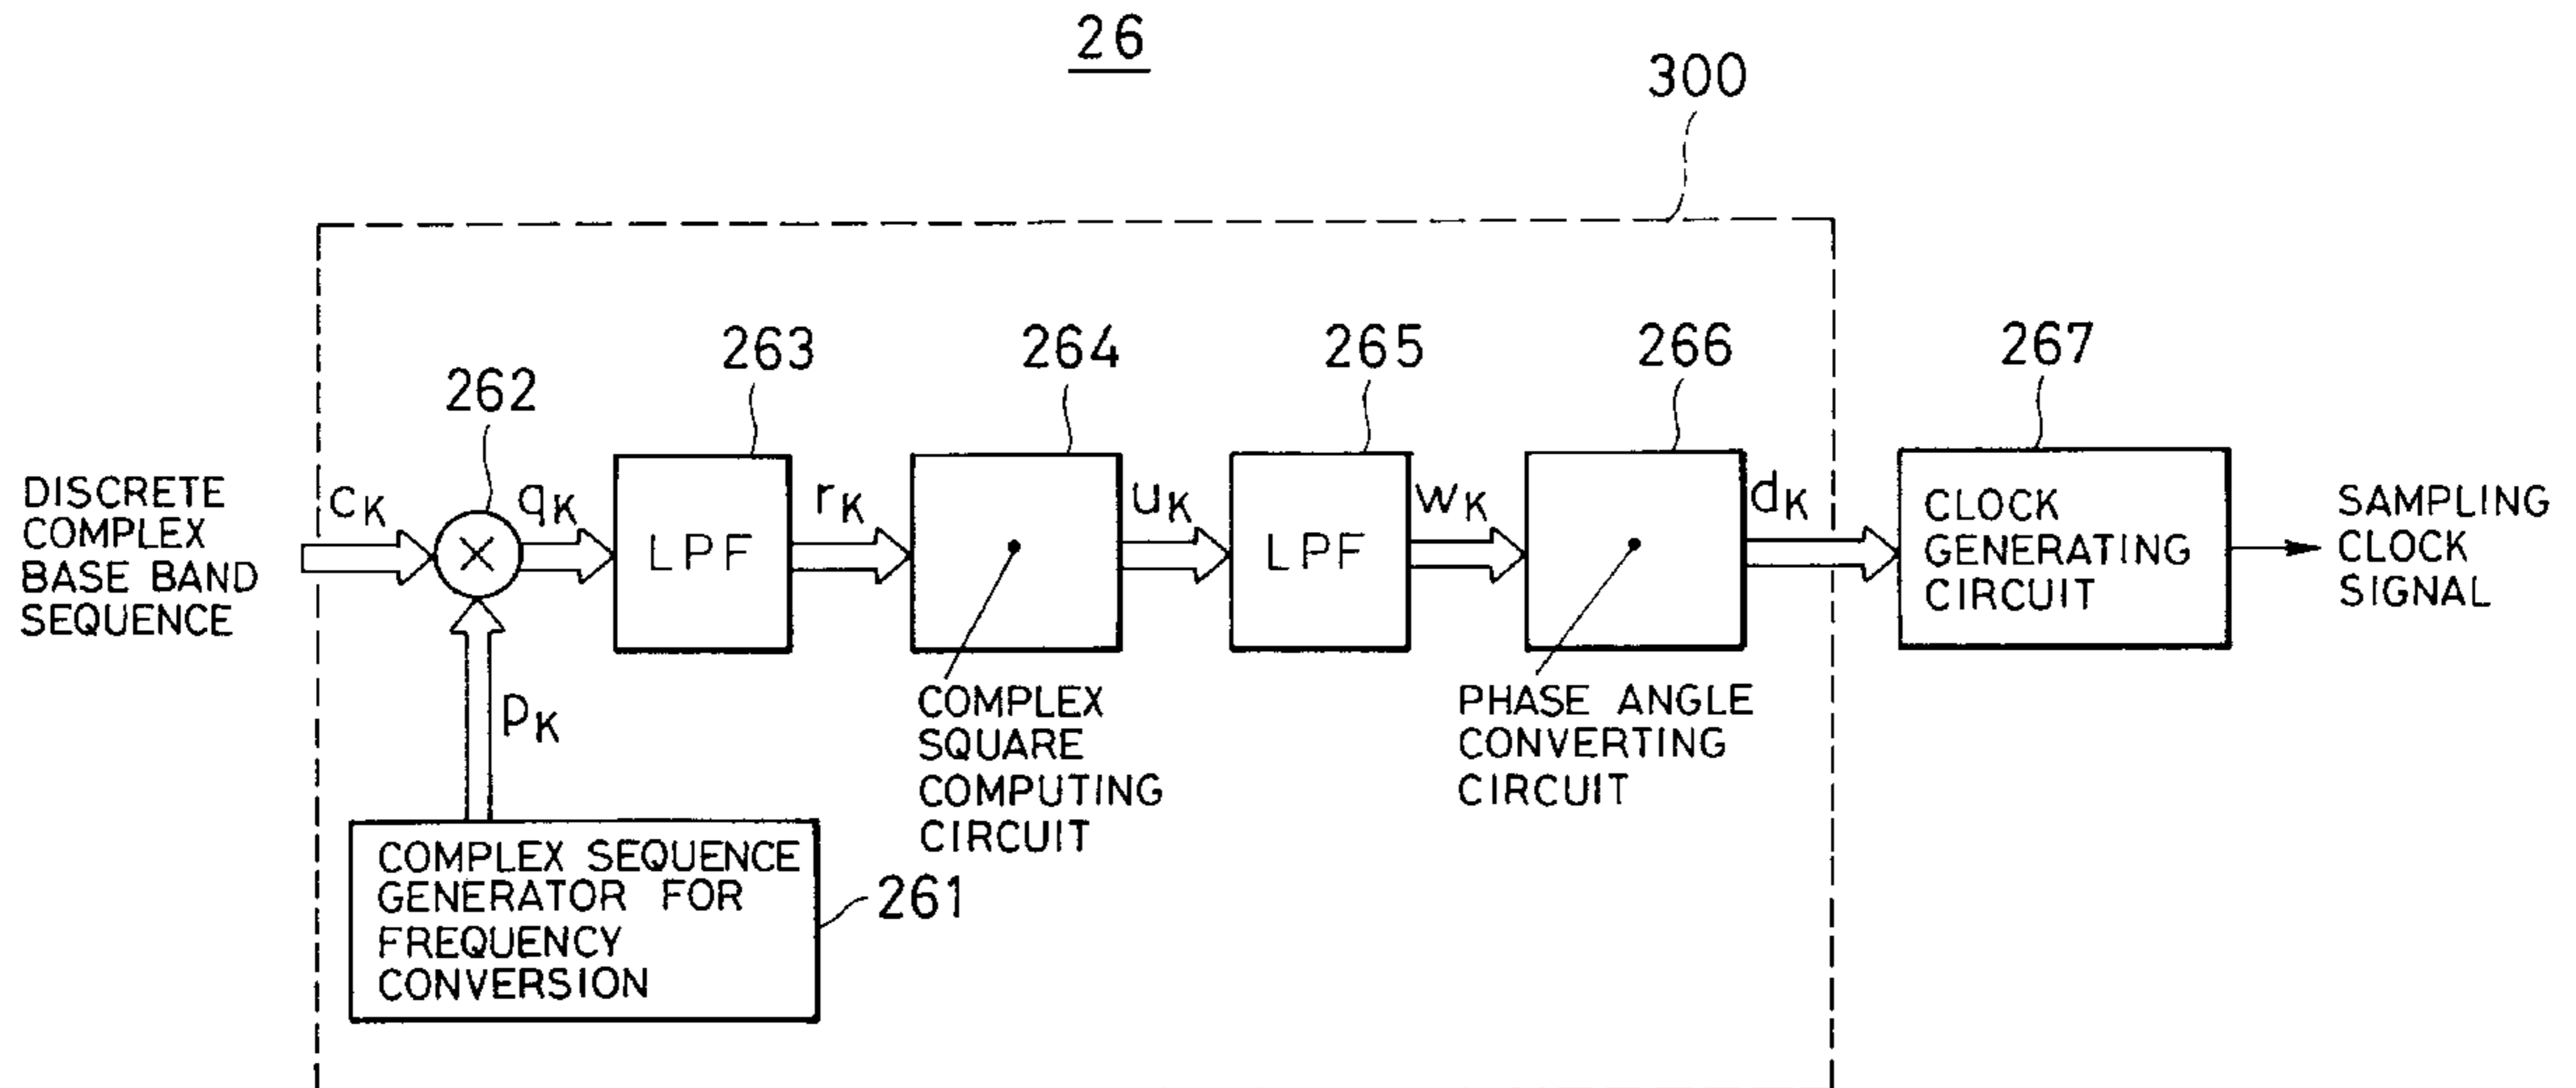 26
300
262
263
264
265
266
267
DISCRETE
COMPLEX
BASE BAND
SEQUENCE
cK
qK
LPF
rK
uK
LPF
wK
dK
CLOCK
GENERATING
CIRCUIT
SAMPLING
CLOCK
SIGNAL
pK
COMPLEX
SQUARE
COMPUTING
CIRCUIT
PHASE ANGLE
CONVERTING
CIRCUIT
COMPLEX SEQUENCE
GENERATOR FOR
FREQUENCY
CONVERSION
261